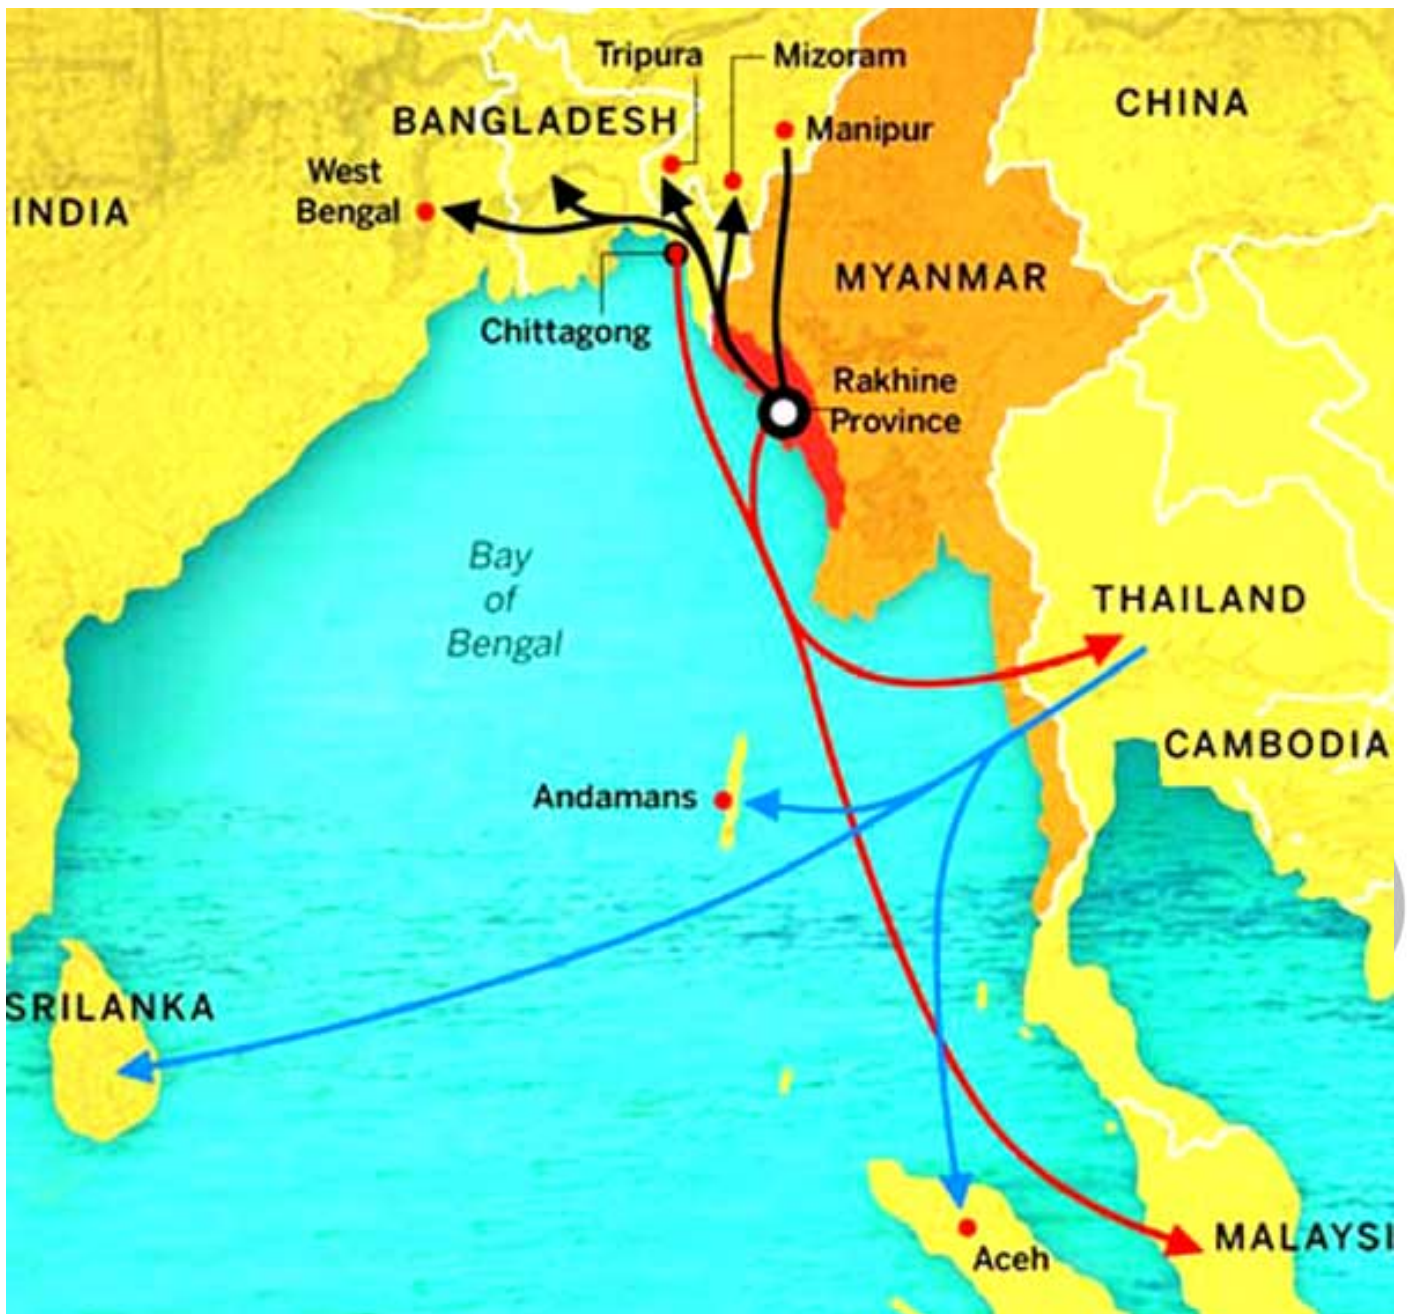 Tripura
Mizoram
BANGLADESH
CHINA
Manipur
West
Bengal
INDIA
MYANMAR
Chittagong
Rakhine
Province
Bay
of
Bengal
THAILAND
CAMBODIA
Andamans
SRILANKA
MALAYSI
Aceh